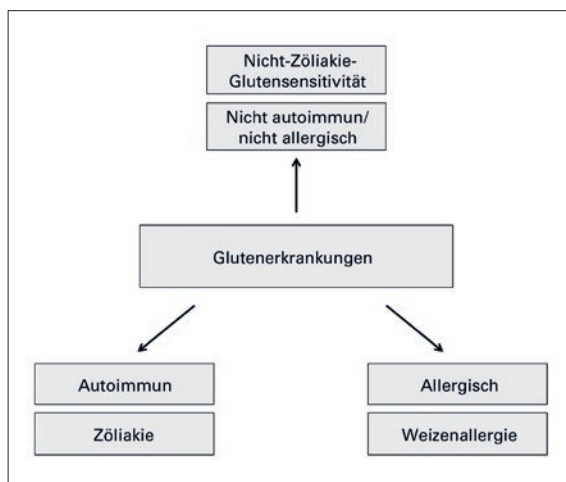 Nicht-Zöliakie-
Glutensensitivität
Nicht autoimmun/
nicht allergisch
Glutenerkrankungen
Autoimmun
Zöliakie
Allergisch
Weizenallergie